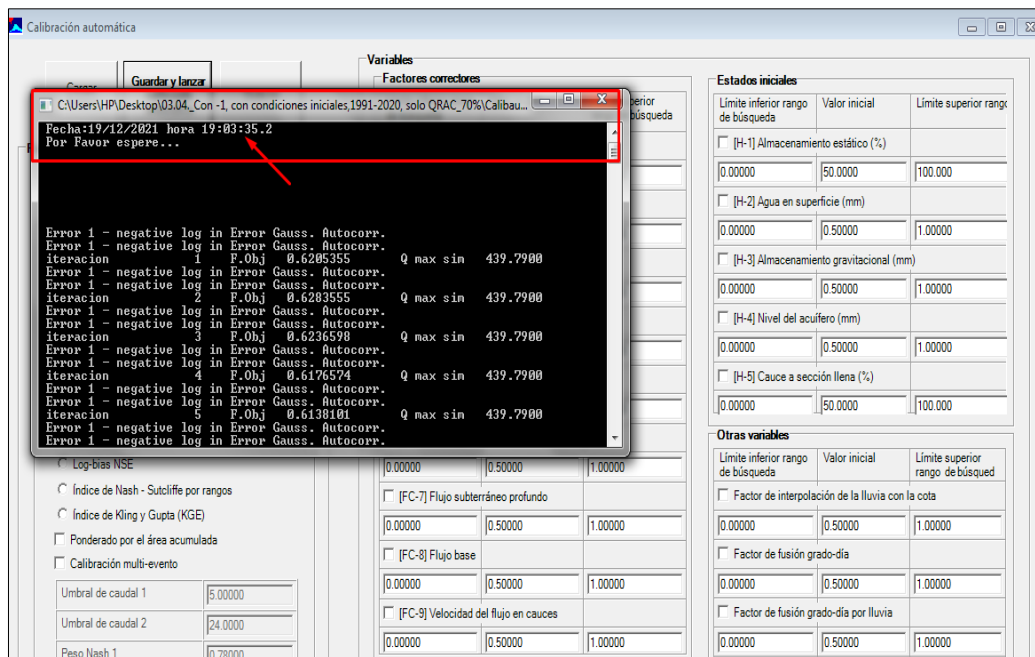 Calibración automática
Guardar y lanzar
C:\Users\HP\Desktop\03.04,_Con -1, con condiciones iniciales,1991-2020, solo QRAC_70%\Calibau...
Fecha:19/12/2021 hora 19:03:35.2
Por Favor espere...
Error 1 - negative log in Error Gauss. Autocorr.
Error 1 - negative log in Error Gauss. Autocorr.
iteracion 1 F.Obj 0.6205355 Q max sim 439.7900
Error 1 - negative log in Error Gauss. Autocorr.
Error 1 - negative log in Error Gauss. Autocorr.
iteracion 2 F.Obj 0.6283555 Q max sim 439.7900
Error 1 - negative log in Error Gauss. Autocorr.
Error 1 - negative log in Error Gauss. Autocorr.
iteracion 3 F.Obj 0.6236598 Q max sim 439.7900
Error 1 - negative log in Error Gauss. Autocorr.
Error 1 - negative log in Error Gauss. Autocorr.
iteracion 4 F.Obj 0.6176574 Q max sim 439.7900
Error 1 - negative log in Error Gauss. Autocorr.
Error 1 - negative log in Error Gauss. Autocorr.
iteracion 5 F.Obj 0.6138101 Q max sim 439.7900
Error 1 - negative log in Error Gauss. Autocorr.
Error 1 - negative log in Error Gauss. Autocorr.
Log-bias NSE
Índice de Nash - Sutcliffe por rangos
Índice de Kling y Gupta (KGE)
Ponderado por el área acumulada
Calibración multi-evento
Umbral de caudal 1 5.00000
Umbral de caudal 2 24.0000
Peso Nash 1 0.78000
Variables
Factores correctores
erior
búsqueda
0.00000 0.50000 1.00000
[FC-7] Flujo subterráneo profundo
0.00000 0.50000 1.00000
[FC-8] Flujo base
0.00000 0.50000 1.00000
[FC-9] Velocidad del flujo en cauces
0.00000 0.50000 1.00000
Estados iniciales
Límite inferior rango de búsqueda Valor inicial Límite superior rango
[H-1] Almacenamiento estático (%)
0.00000 50.0000 100.000
[H-2] Agua en superficie (mm)
0.00000 0.50000 1.00000
[H-3] Almacenamiento gravitacional (mm)
0.00000 0.50000 1.00000
[H-4] Nivel del acuífero (mm)
0.00000 0.50000 1.00000
[H-5] Cauce a sección llena (%)
0.00000 50.0000 100.000
Otras variables
Límite inferior rango de búsqueda Valor inicial Límite superior rango de búsqued
Factor de interpolación de la lluvia con la cota
0.00000 0.50000 1.00000
Factor de fusión grado-día
0.00000 0.50000 1.00000
Factor de fusión grado-día por lluvia
0.00000 0.50000 1.00000